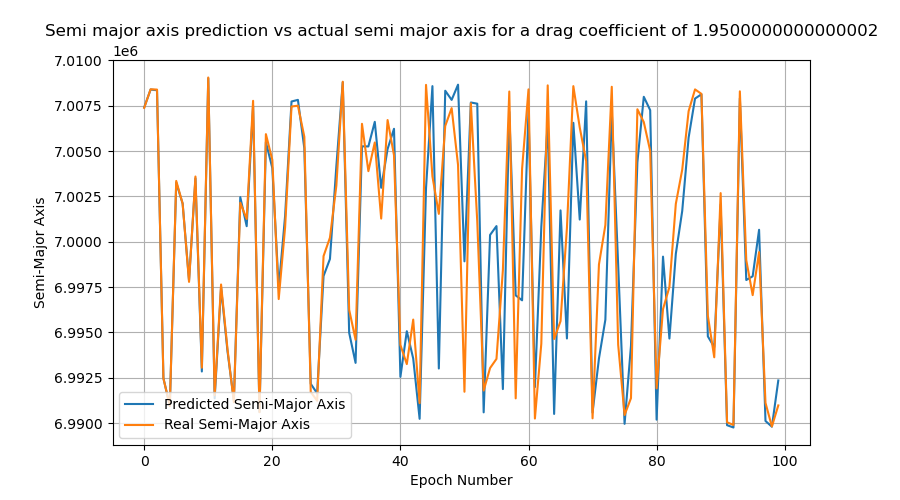 Semi major axis prediction vs actual semi major axis for a drag coefficient of 1.9500000000000002
1e6
7.0100
7.0075
7.0050
7.0025
7.0000
6.9975
6.9950
6.9925
6.9900
Semi-Major Axis
Predicted Semi-Major Axis
Real Semi-Major Axis
0 20 40 60 80 100
Epoch Number